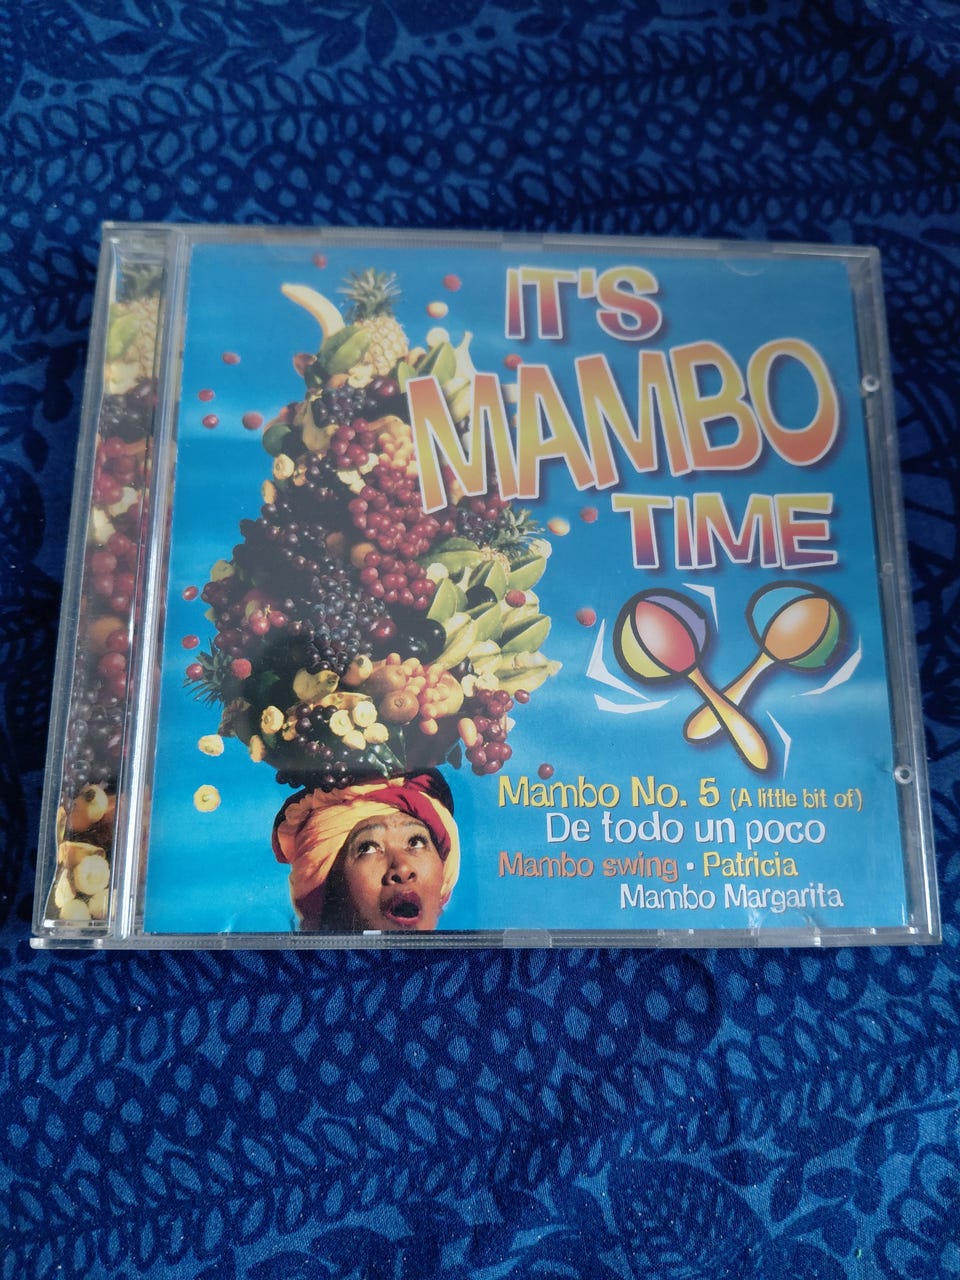 IT'S
MAMBO
TIME
Mambo No. 5 (A little bit of)
De todo un poco
Mambo swing • Patricia
Mambo Margarita